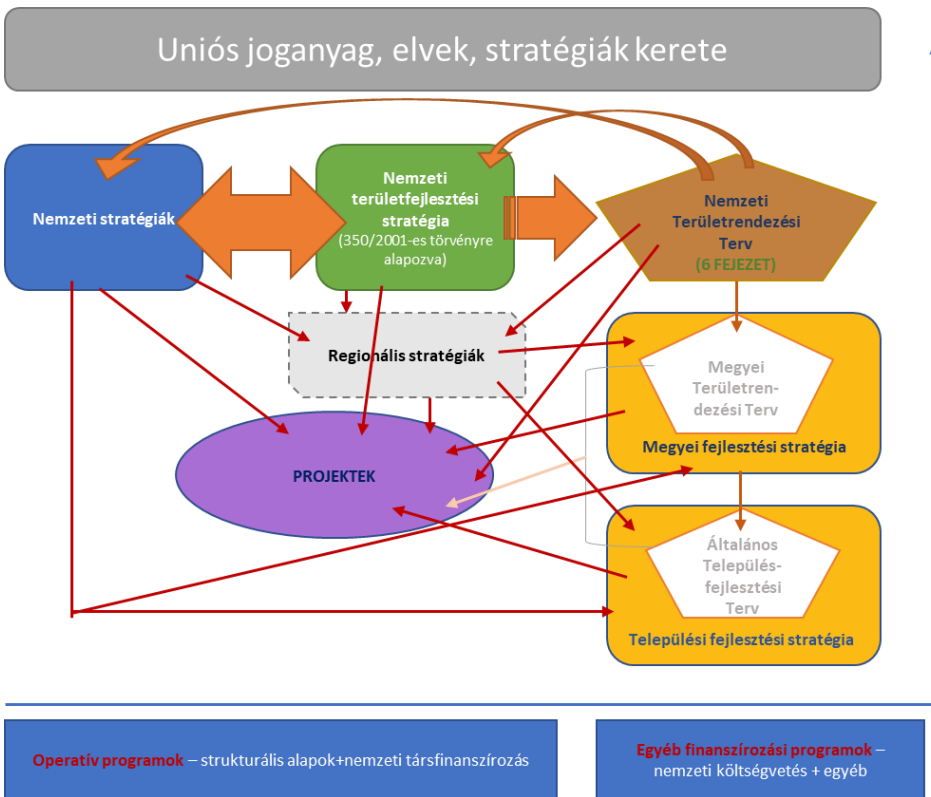 Uniós joganyag, elvek, stratégiák kerete
Nemzeti stratégiák
Nemzeti
területfejlesztési
stratégia
(350/2001-es törvényre
alapozva)
Nemzeti
Területrendezési
Terv
(6 FEJEZET)
Regionális stratégiák
Megyei
Területren-
dezési Terv
Megyei fejlesztési stratégia
PROJEKTEK
Általános
Település-
fejlesztési
Terv
Települési fejlesztési stratégia
Operatív programok – strukturális alapok+nemzeti társfinanszírozás
Egyéb finanszírozási programok –
nemzeti költségvetés + egyéb